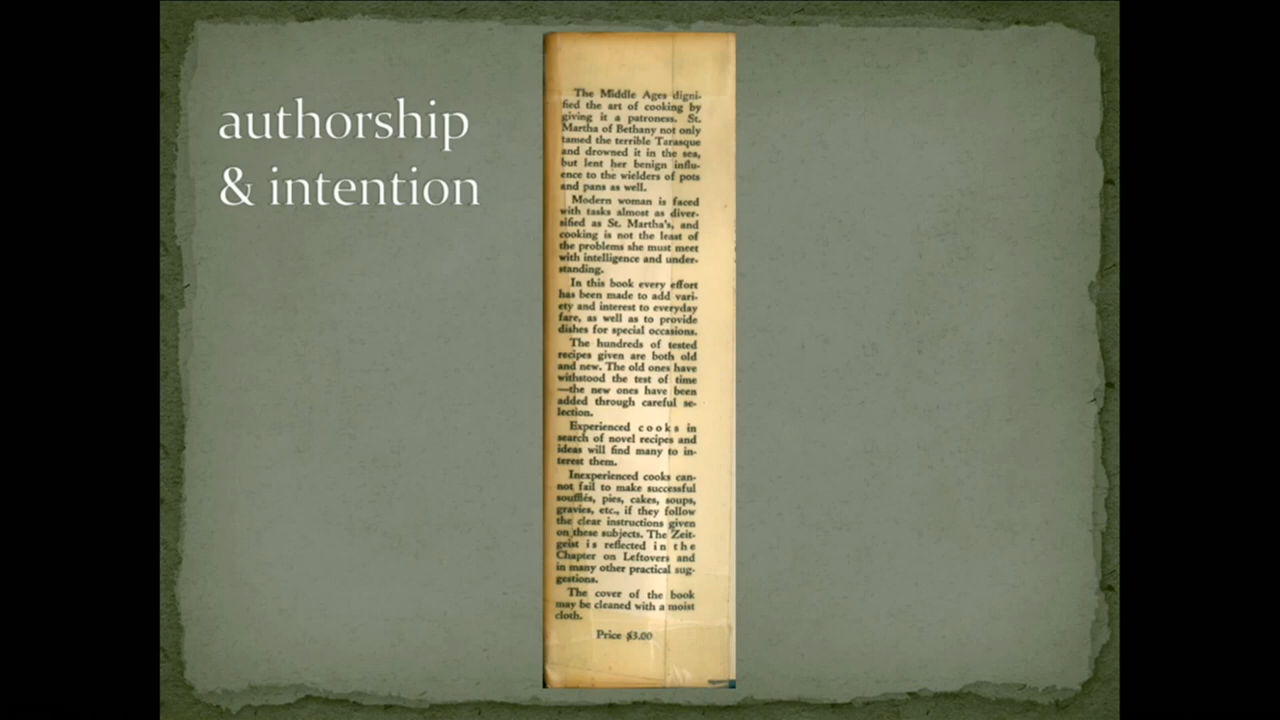 authorship
& intention
The Middle Ages digni-
fied the art of cooking by
giving it a patroness. St.
Martha of Bethany not only
tamed the terrible Tarasque
and drowned it in the sea,
but lent her benign influ-
ence to the wielders of pots
and pans as well.
Modern woman is faced
with tasks almost as diver-
sified as St. Martha's, and
cooking is not the least of
the problems she must meet
with intelligence and under-
standing.
In this book every effort
has been made to add vari-
ety and interest to everyday
fare, as well as to provide
dishes for special occasions.
The hundreds of tested
recipes given are both old
and new. The old ones have
withstood the test of time
—the new ones have been
added through careful se-
lection.
Experienced cooks in
search of novel recipes and
ideas will find many to in-
terest them.
Inexperienced cooks can-
not fail to make successful
soufflés, pies, cakes, soups,
gravies, etc., if they follow
the clear instructions given
on these subjects. The Zeit-
geist is reflected in the
Chapter on Leftovers and
in many other practical sug-
gestions.
The cover of the book
may be cleaned with a moist
cloth.
Price $3.00